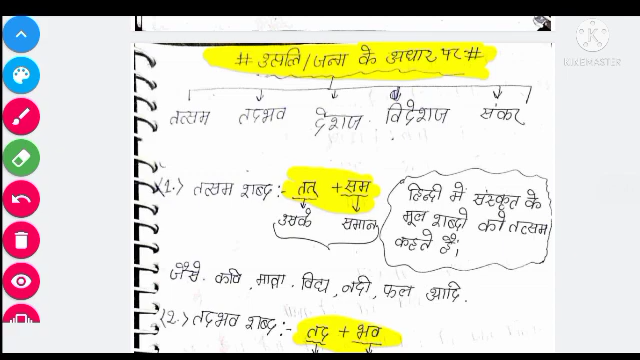 # उत्पत्ति/जन्म के अधार पर #
तत्सम तद्भव देशज विदेशज संकर
(1.) तत्सम शब्द:- तत् + सम
उसके समान
हिन्दी में संस्कृत के
मूल शब्दो को तत्सम
कहते हैं।
जैसे कवि, माता, विद्या, नदी, फल आदि.
(2.) तद्भव शब्द:- तद् + भव
KINEMASTER